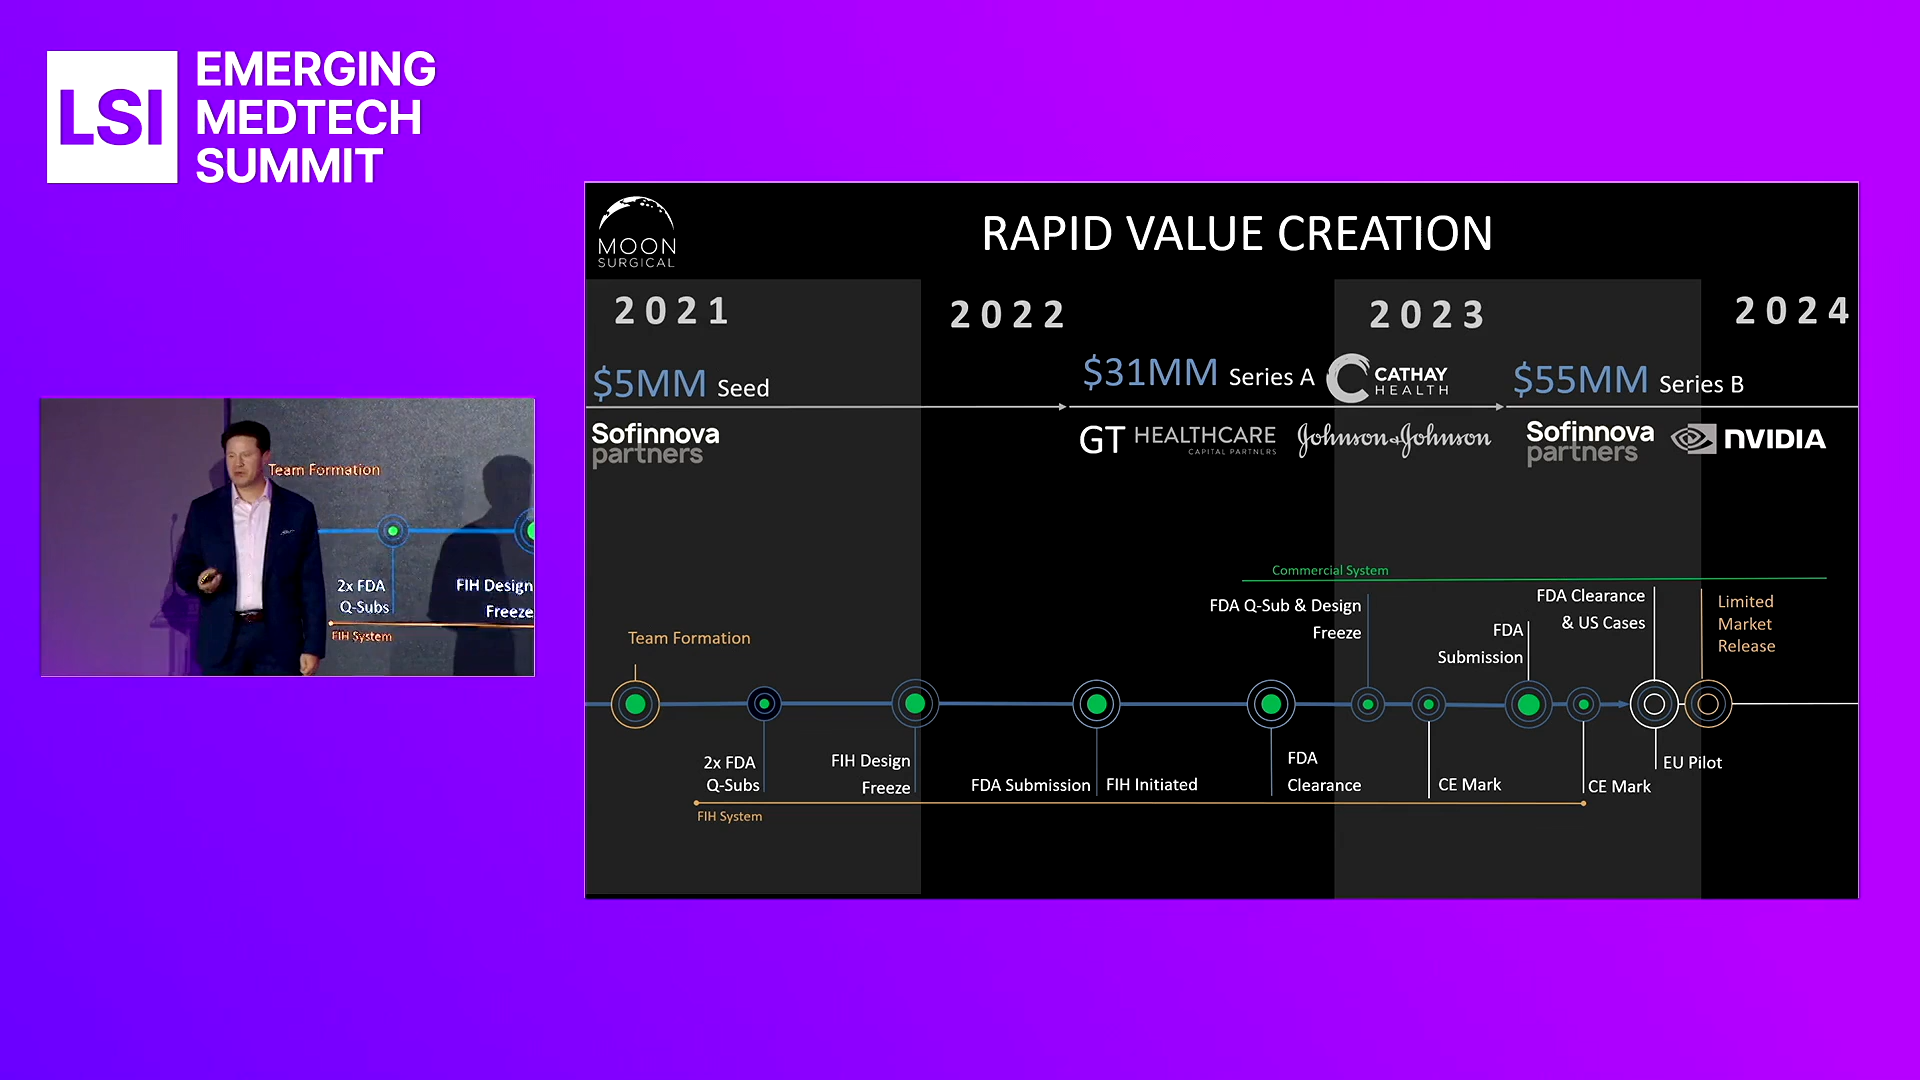 LSI
EMERGING
MEDTECH
SUMMIT
MOON
SURGICAL
RAPID VALUE CREATION
2021
2022
2023
2024
$5MM Seed
$31MM Series A
CATHAY
HEALTH
$55MM Series B
Sofinnova
partners
GT HEALTHCARE
CAPITAL PARTNERS
Johnson & Johnson
Sofinnova
partners
NVIDIA
Commercial System
FDA Q-Sub & Design
Freeze
FDA
Submission
FDA Clearance
& US Cases
Limited
Market
Release
Team Formation
2x FDA
Q-Subs
FIH Design
Freeze
FDA Submission
FIH Initiated
FDA
Clearance
CE Mark
CE Mark
EU Pilot
FIH System
Team Formation
2x FDA
Q-Subs
FIH Design
Freeze
FIH System